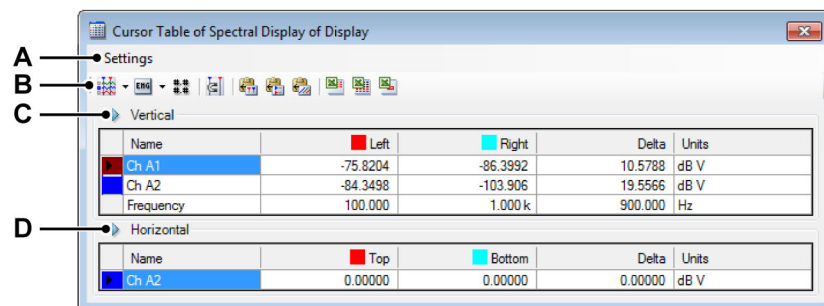 Cursor Table of Spectral Display of Display
A Settings
B ENG
C Vertical
Name Left Right Delta Units
Ch A1 -75.8204 -86.3992 10.5788 dB V
Ch A2 -84.3498 -103.906 19.5566 dB V
Frequency 100.000 1.000 k 900.000 Hz
D Horizontal
Name Top Bottom Delta Units
Ch A2 0.00000 0.00000 0.00000 dB V